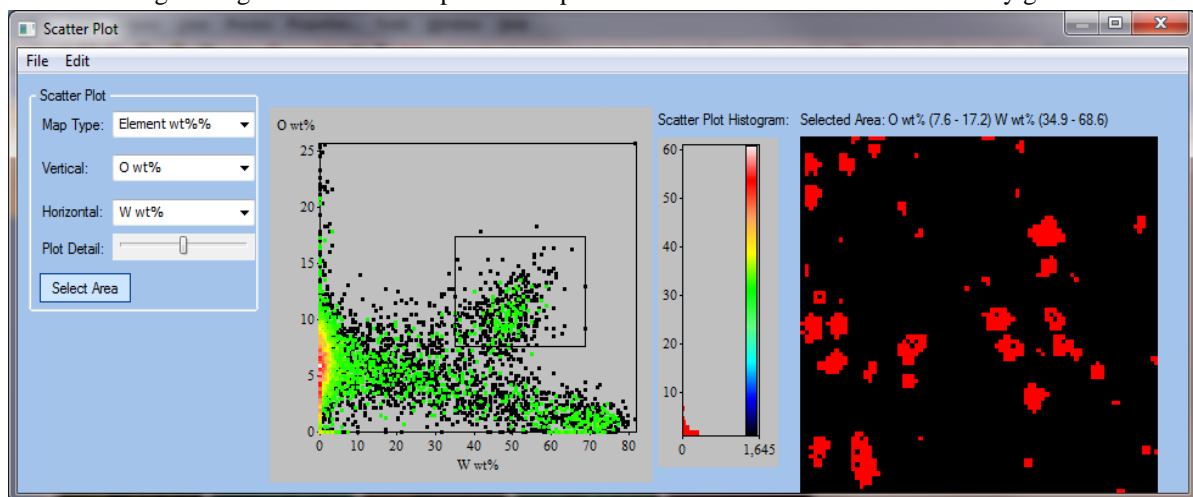 Scatter Plot
File Edit
Scatter Plot
Map Type: Element wt%%
Vertical: O wt%
Horizontal: W wt%
Plot Detail:
Select Area
O wt%
25
20
15
10
5
0
0 10 20 30 40 50 60 70 80
W wt%
Scatter Plot Histogram:
60
50
40
30
20
10
0 1,645
Selected Area: O wt% (7.6 - 17.2) W wt% (34.9 - 68.6)